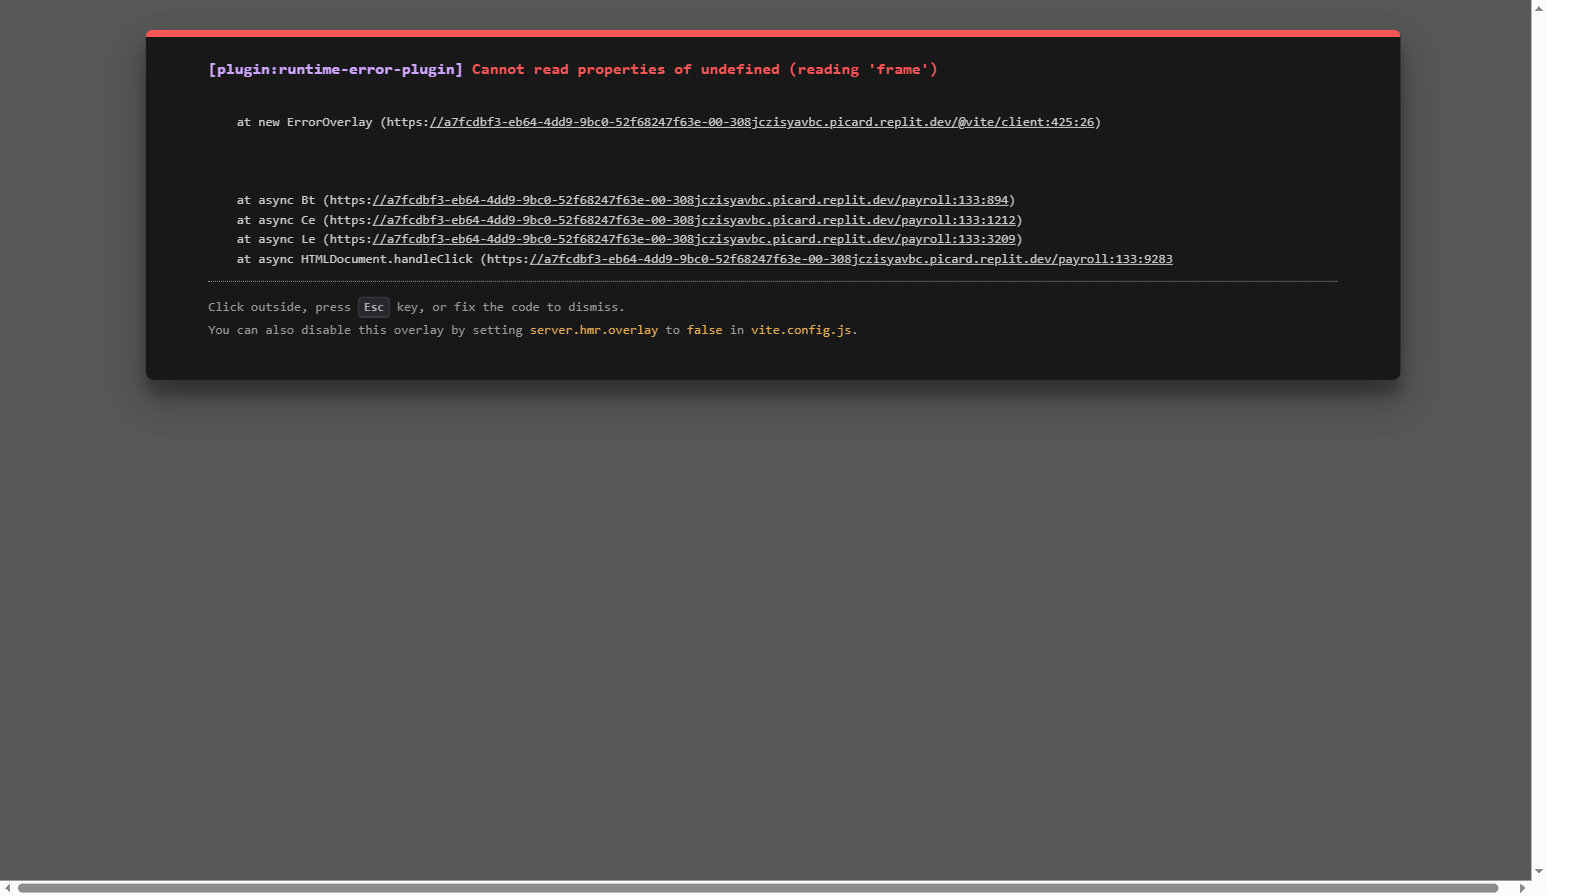 [plugin:runtime-error-plugin] Cannot read properties of undefined (reading 'frame')
at new ErrorOverlay (https://a7fcdbf3-eb64-4dd9-9bc0-52f68247f63e-00-308jczisyavbc.picard.replit.dev/@vite/client:425:26)
at async Bt (https://a7fcdbf3-eb64-4dd9-9bc0-52f68247f63e-00-308jczisyavbc.picard.replit.dev/payroll:133:894)
at async Ce (https://a7fcdbf3-eb64-4dd9-9bc0-52f68247f63e-00-308jczisyavbc.picard.replit.dev/payroll:133:1212)
at async Le (https://a7fcdbf3-eb64-4dd9-9bc0-52f68247f63e-00-308jczisyavbc.picard.replit.dev/payroll:133:3209)
at async HTMLDocument.handleClick (https://a7fcdbf3-eb64-4dd9-9bc0-52f68247f63e-00-308jczisyavbc.picard.replit.dev/payroll:133:9283
Click outside, press Esc key, or fix the code to dismiss.
You can also disable this overlay by setting server.hmr.overlay to false in vite.config.js.